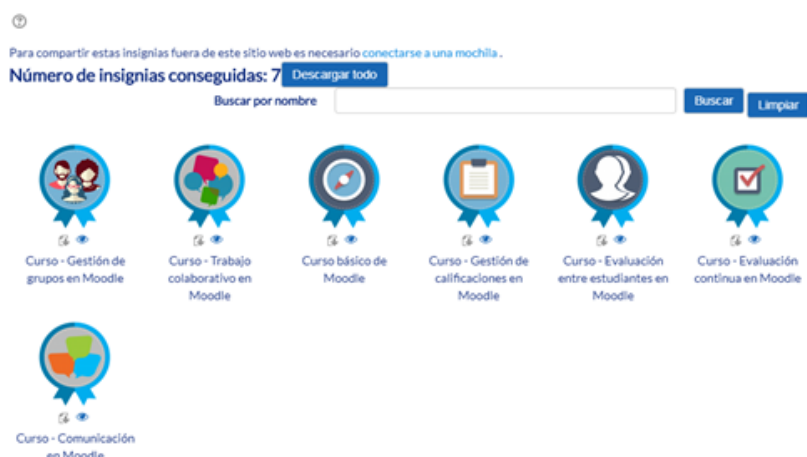 Para compartir estas insignias fuera de este sitio web es necesario conectarse a una mochila .
Número de insignias conseguidas: 7 Descargar todo
Buscar por nombre Buscar Limpiar
Curso - Gestión de grupos en Moodle
Curso - Trabajo colaborativo en Moodle
Curso básico de Moodle
Curso - Gestión de calificaciones en Moodle
Curso - Evaluación entre estudiantes en Moodle
Curso - Evaluación continua en Moodle
Curso - Comunicación
en Moodle